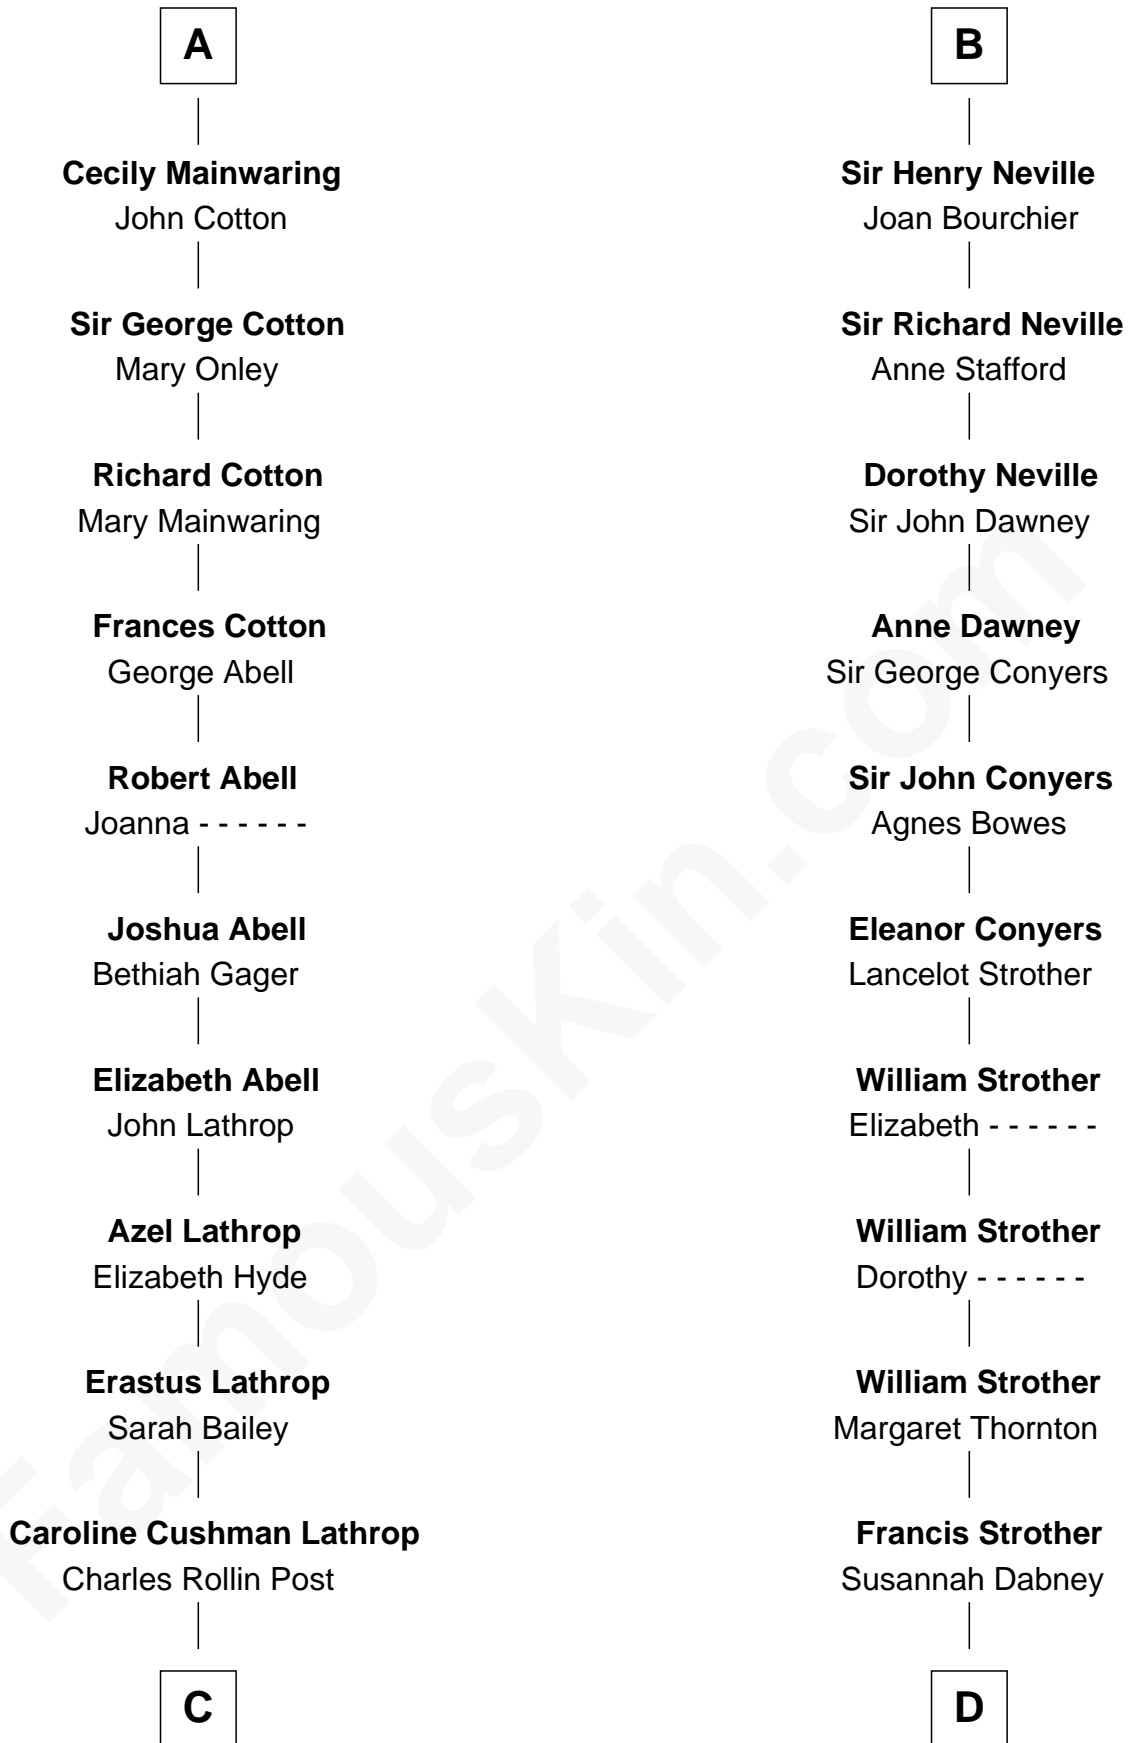 A
Cecily Mainwaring
John Cotton
Sir George Cotton
Mary Onley
Richard Cotton
Mary Mainwaring
Frances Cotton
George Abell
Robert Abell
Joanna - - - - - -
Joshua Abell
Bethiah Gager
Elizabeth Abell
John Lathrop
Azel Lathrop
Elizabeth Hyde
Erastus Lathrop
Sarah Bailey
Caroline Cushman Lathrop
Charles Rollin Post
C
B
Sir Henry Neville
Joan Bourchier
Sir Richard Neville
Anne Stafford
Dorothy Neville
Sir John Dawney
Anne Dawney
Sir George Conyers
Sir John Conyers
Agnes Bowes
Eleanor Conyers
Lancelot Strother
William Strother
Elizabeth - - - - - -
William Strother
Dorothy - - - - - -
William Strother
Margaret Thornton
Francis Strother
Susannah Dabney
D
FamousKin.com